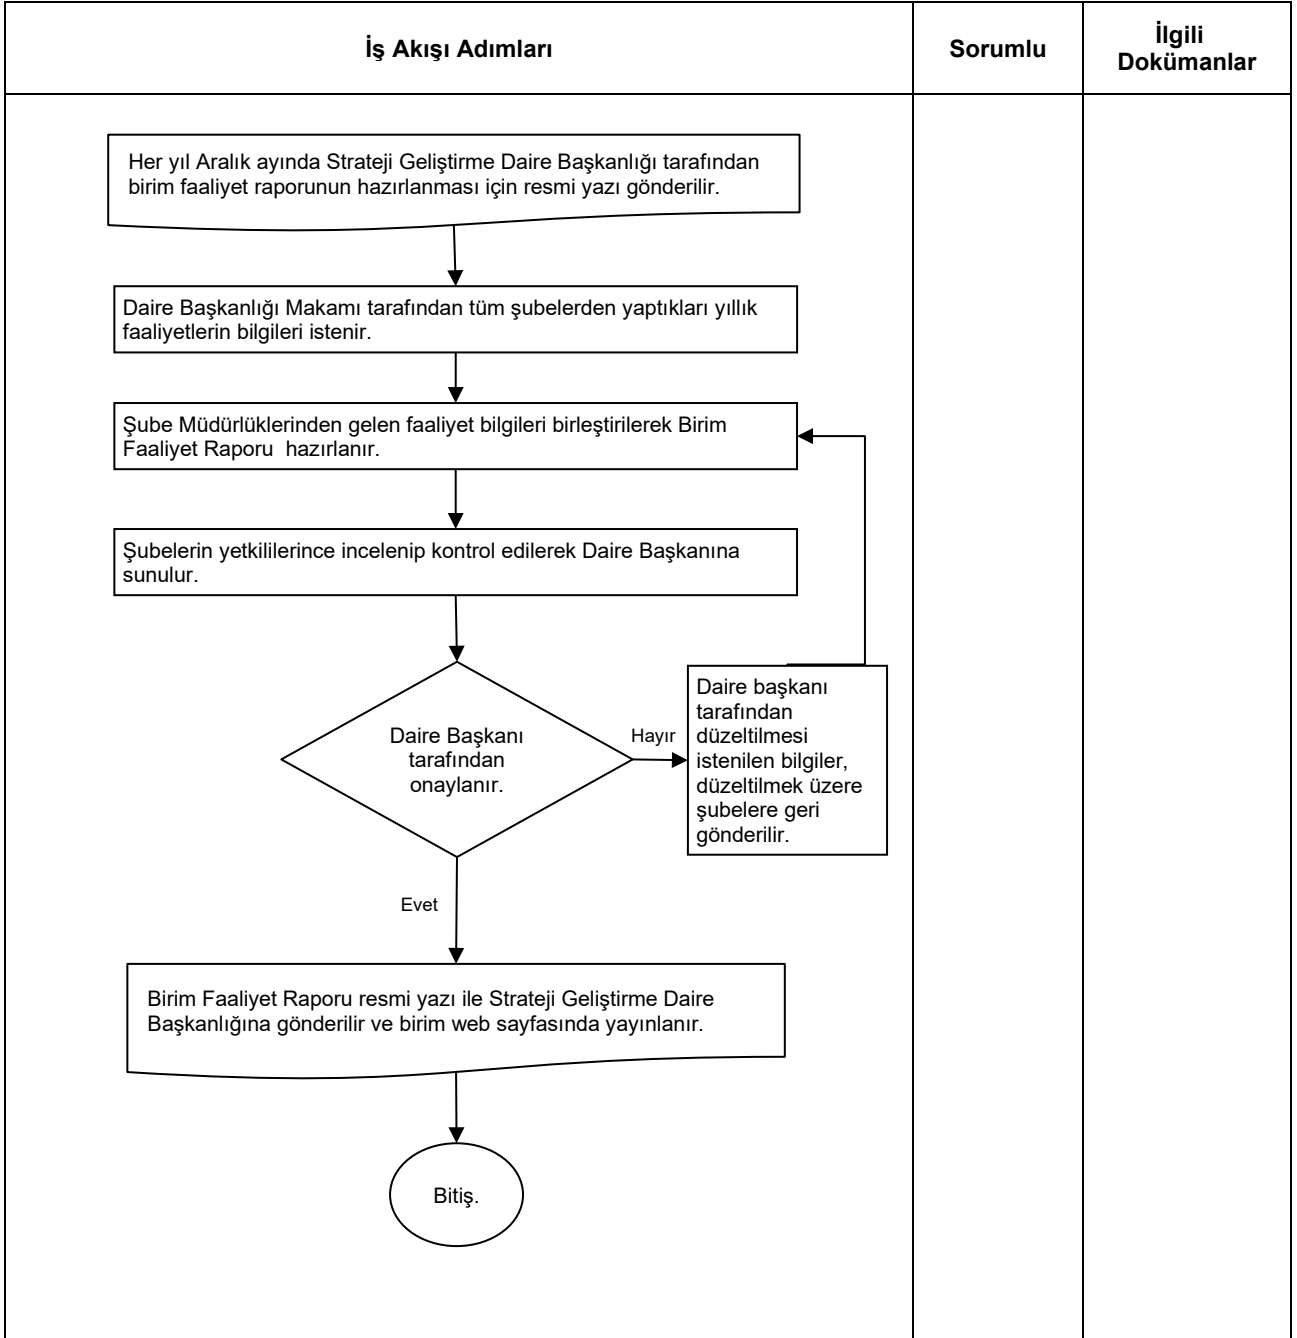 İş Akışı Adımları
Sorumlu
İlgili
Dokümanlar
Her yıl Aralık ayında Strateji Geliştirme Daire Başkanlığı tarafından
birim faaliyet raporunun hazırlanması için resmi yazı gönderilir.
Daire Başkanlığı Makamı tarafından tüm şubelerden yaptıkları yıllık
faaliyetlerin bilgileri istenir.
Şube Müdürlüklerinden gelen faaliyet bilgileri birleştirilerek Birim
Faaliyet Raporu  hazırlanır.
Şubelerin yetkililerince incelenip kontrol edilerek Daire Başkanına
sunulur.
Daire Başkanı
tarafından
onaylanır.
Hayır
Daire başkanı
tarafından
düzeltilmesi
istenilen bilgiler,
düzeltilmek üzere
şubelere geri
gönderilir.
Evet
Birim Faaliyet Raporu resmi yazı ile Strateji Geliştirme Daire
Başkanlığına gönderilir ve birim web sayfasında yayınlanır.
Bitiş.